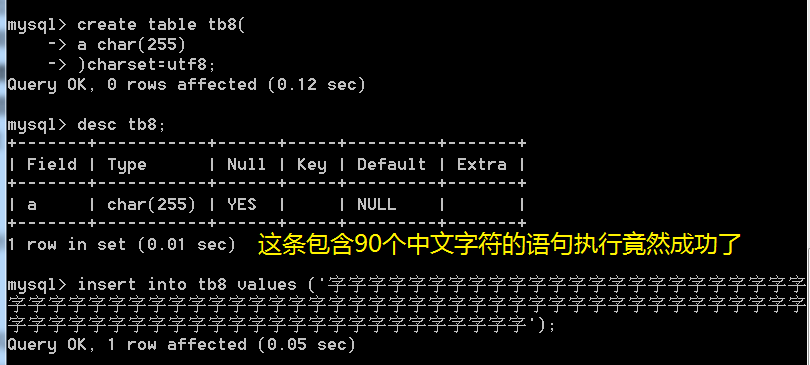 mysql> create table tb8(
    -> a char(255)
    -> )charset=utf8;
Query OK, 0 rows affected (0.12 sec)
mysql> desc tb8;
+-------+-----------+------+-----+---------+-------+
| Field | Type      | Null | Key | Default | Extra |
+-------+-----------+------+-----+---------+-------+
| a     | char(255) | YES  |     | NULL    |       |
+-------+-----------+------+-----+---------+-------+
1 row in set (0.01 sec) 这条包含90个中文字符的语句执行竟然成功了
mysql> insert into tb8 values ('字字字字字字字字字字字字字字字字字字字字字字字字
字字字字字字字字字字字字字字字字字字字字字字字字字字字字字字字字字字字字字字字字
字字字字字字字字字字字字字字字字字字字字字字字字字字');
Query OK, 1 row affected (0.05 sec)